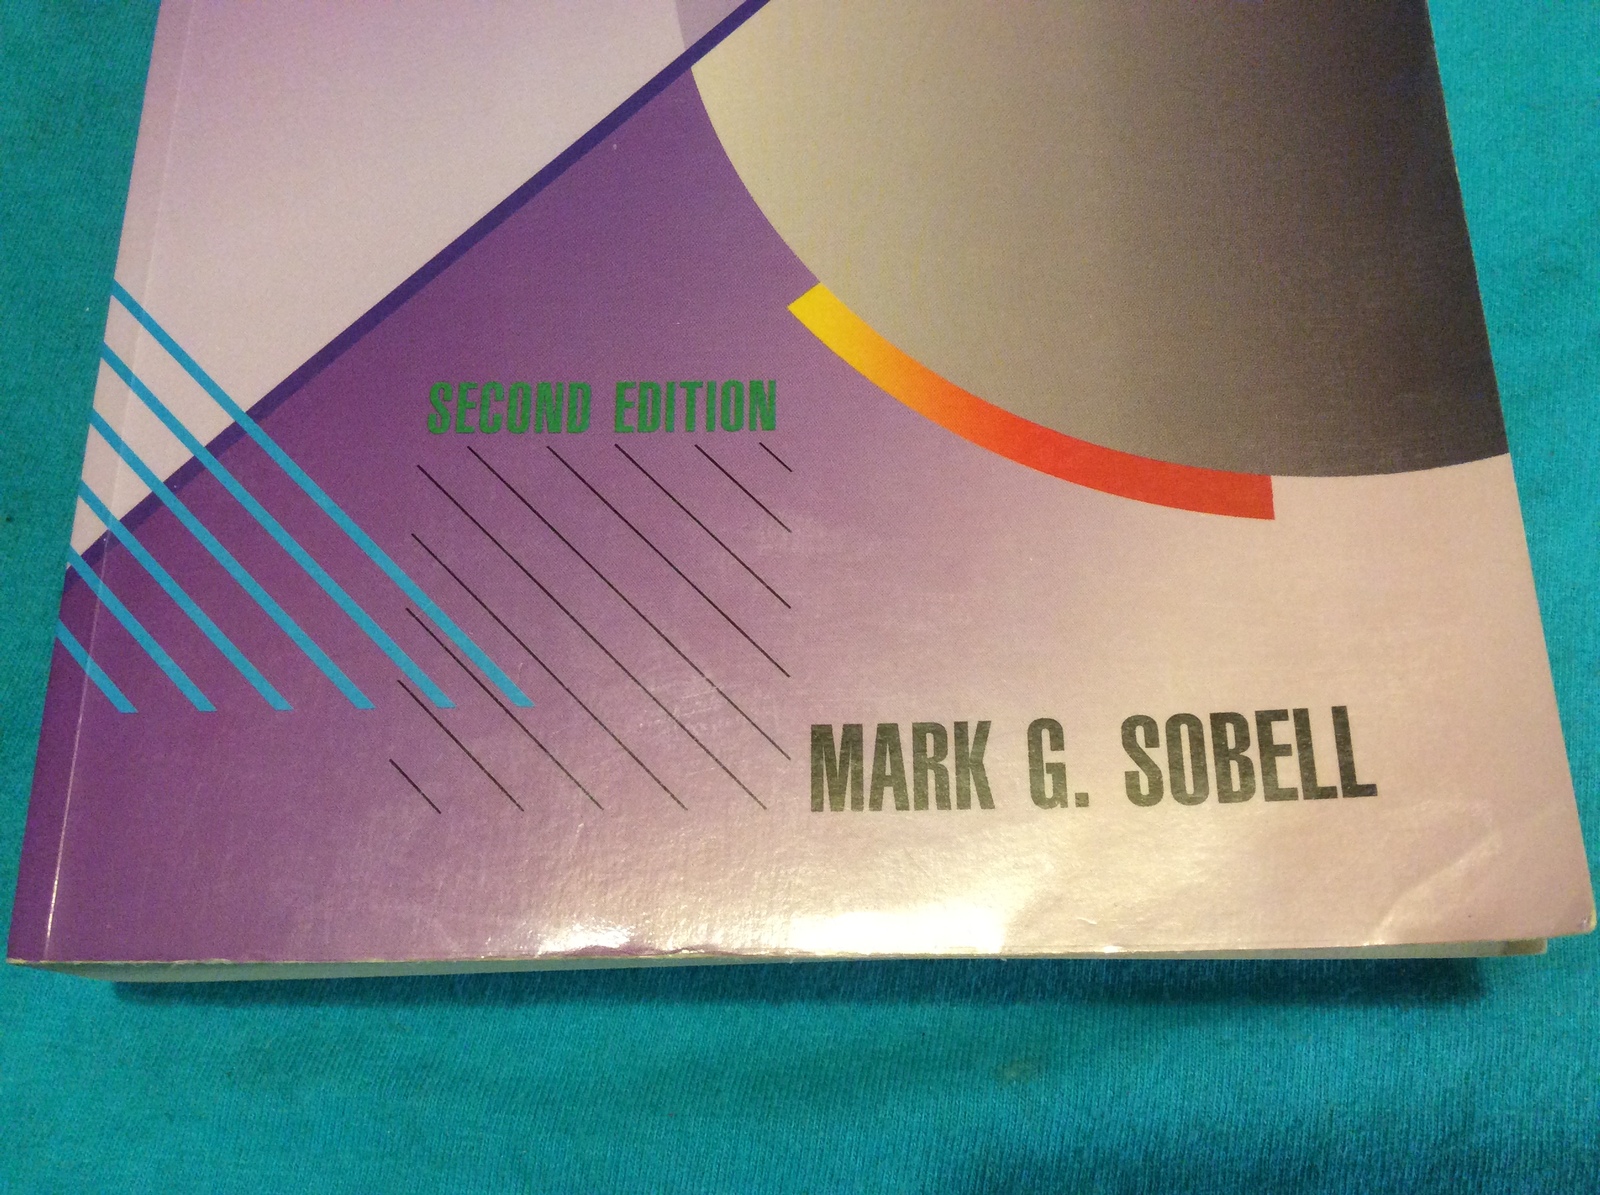 SECOND EDITION
MARK G. SOBELL